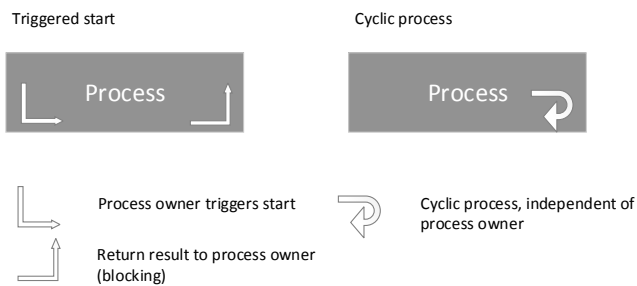 Triggered start
Cyclic process
Process
Process
Process owner triggers start
Cyclic process, independent of
process owner
Return result to process owner
(blocking)